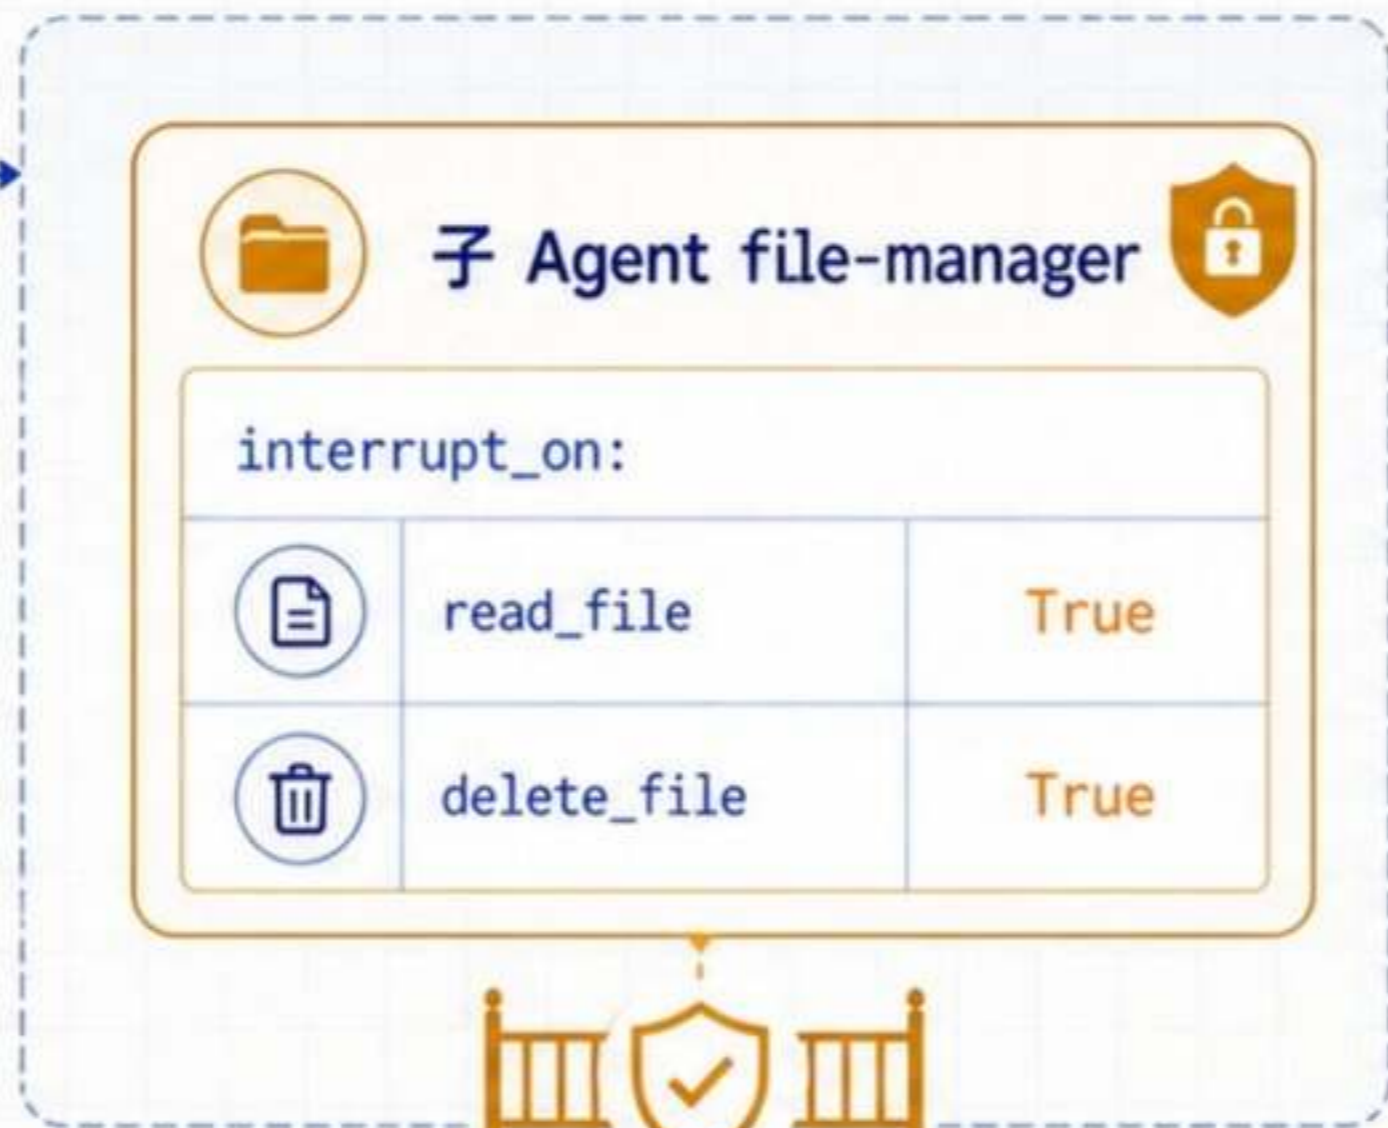 子 Agent file-manager
interrupt_on:
read_file True
delete_file True